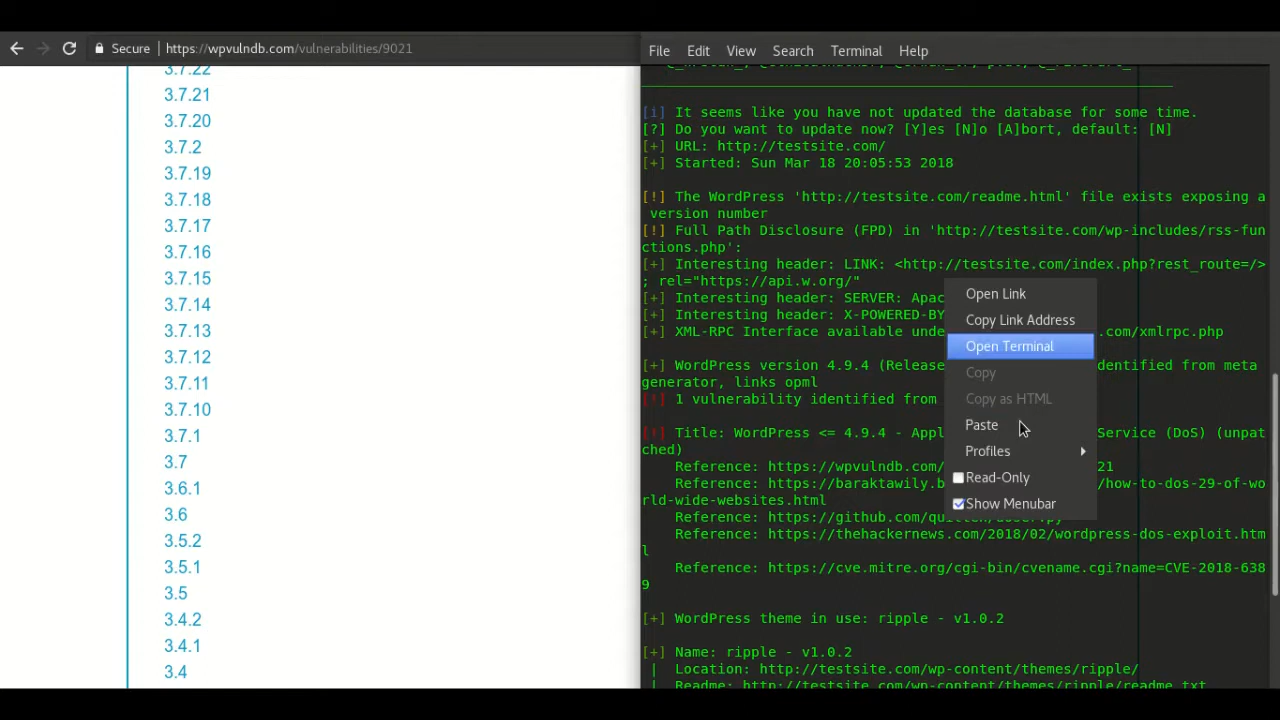 Secure | https://wpvulndb.com/vulnerabilities/9021
3.7.22
3.7.21
3.7.20
3.7.2
3.7.19
3.7.18
3.7.17
3.7.16
3.7.15
3.7.14
3.7.13
3.7.12
3.7.11
3.7.10
3.7.1
3.7
3.6.1
3.6
3.5.2
3.5.1
3.5
3.4.2
3.4.1
3.4
File Edit View Search Terminal Help
[i] It seems like you have not updated the database for some time.
[?] Do you want to update now? [Y]es [N]o [A]bort, default: [N]
[+] URL: http://testsite.com/
[+] Started: Sun Mar 18 20:05:53 2018
[!] The WordPress 'http://testsite.com/readme.html' file exists exposing a
version number
[!] Full Path Disclosure (FPD) in 'http://testsite.com/wp-includes/rss-fun
ctions.php':
[+] Interesting header: LINK: <http://testsite.com/index.php?rest_route=/>
; rel="https://api.w.org/"
[+] Interesting header: SERVER: Apac
[+] Interesting header: X-POWERED-BY
[+] XML-RPC Interface available unde .com/xmlrpc.php
[+] WordPress version 4.9.4 (Releas dentified from meta
generator, links opml
[!] 1 vulnerability identified from
[!] Title: WordPress <= 4.9.4 - Appl Service (DoS) (unpat
ched)
Reference: https://wpvulndb.com/ 21
Reference: https://baraktawily.b /how-to-dos-29-of-wo
rld-wide-websites.html
Reference: https://github.com/qui
Reference: https://thehackernews.com/2018/02/wordpress-dos-exploit.htm
l
Reference: https://cve.mitre.org/cgi-bin/cvename.cgi?name=CVE-2018-638
9
[+] WordPress theme in use: ripple - v1.0.2
[+] Name: ripple - v1.0.2
| Location: http://testsite.com/wp-content/themes/ripple/
| Readme: http://testsite.com/wp-content/themes/ripple/readme.txt
Open Link
Copy Link Address
Open Terminal
Copy
Copy as HTML
Paste
Profiles
Read-Only
Show Menubar